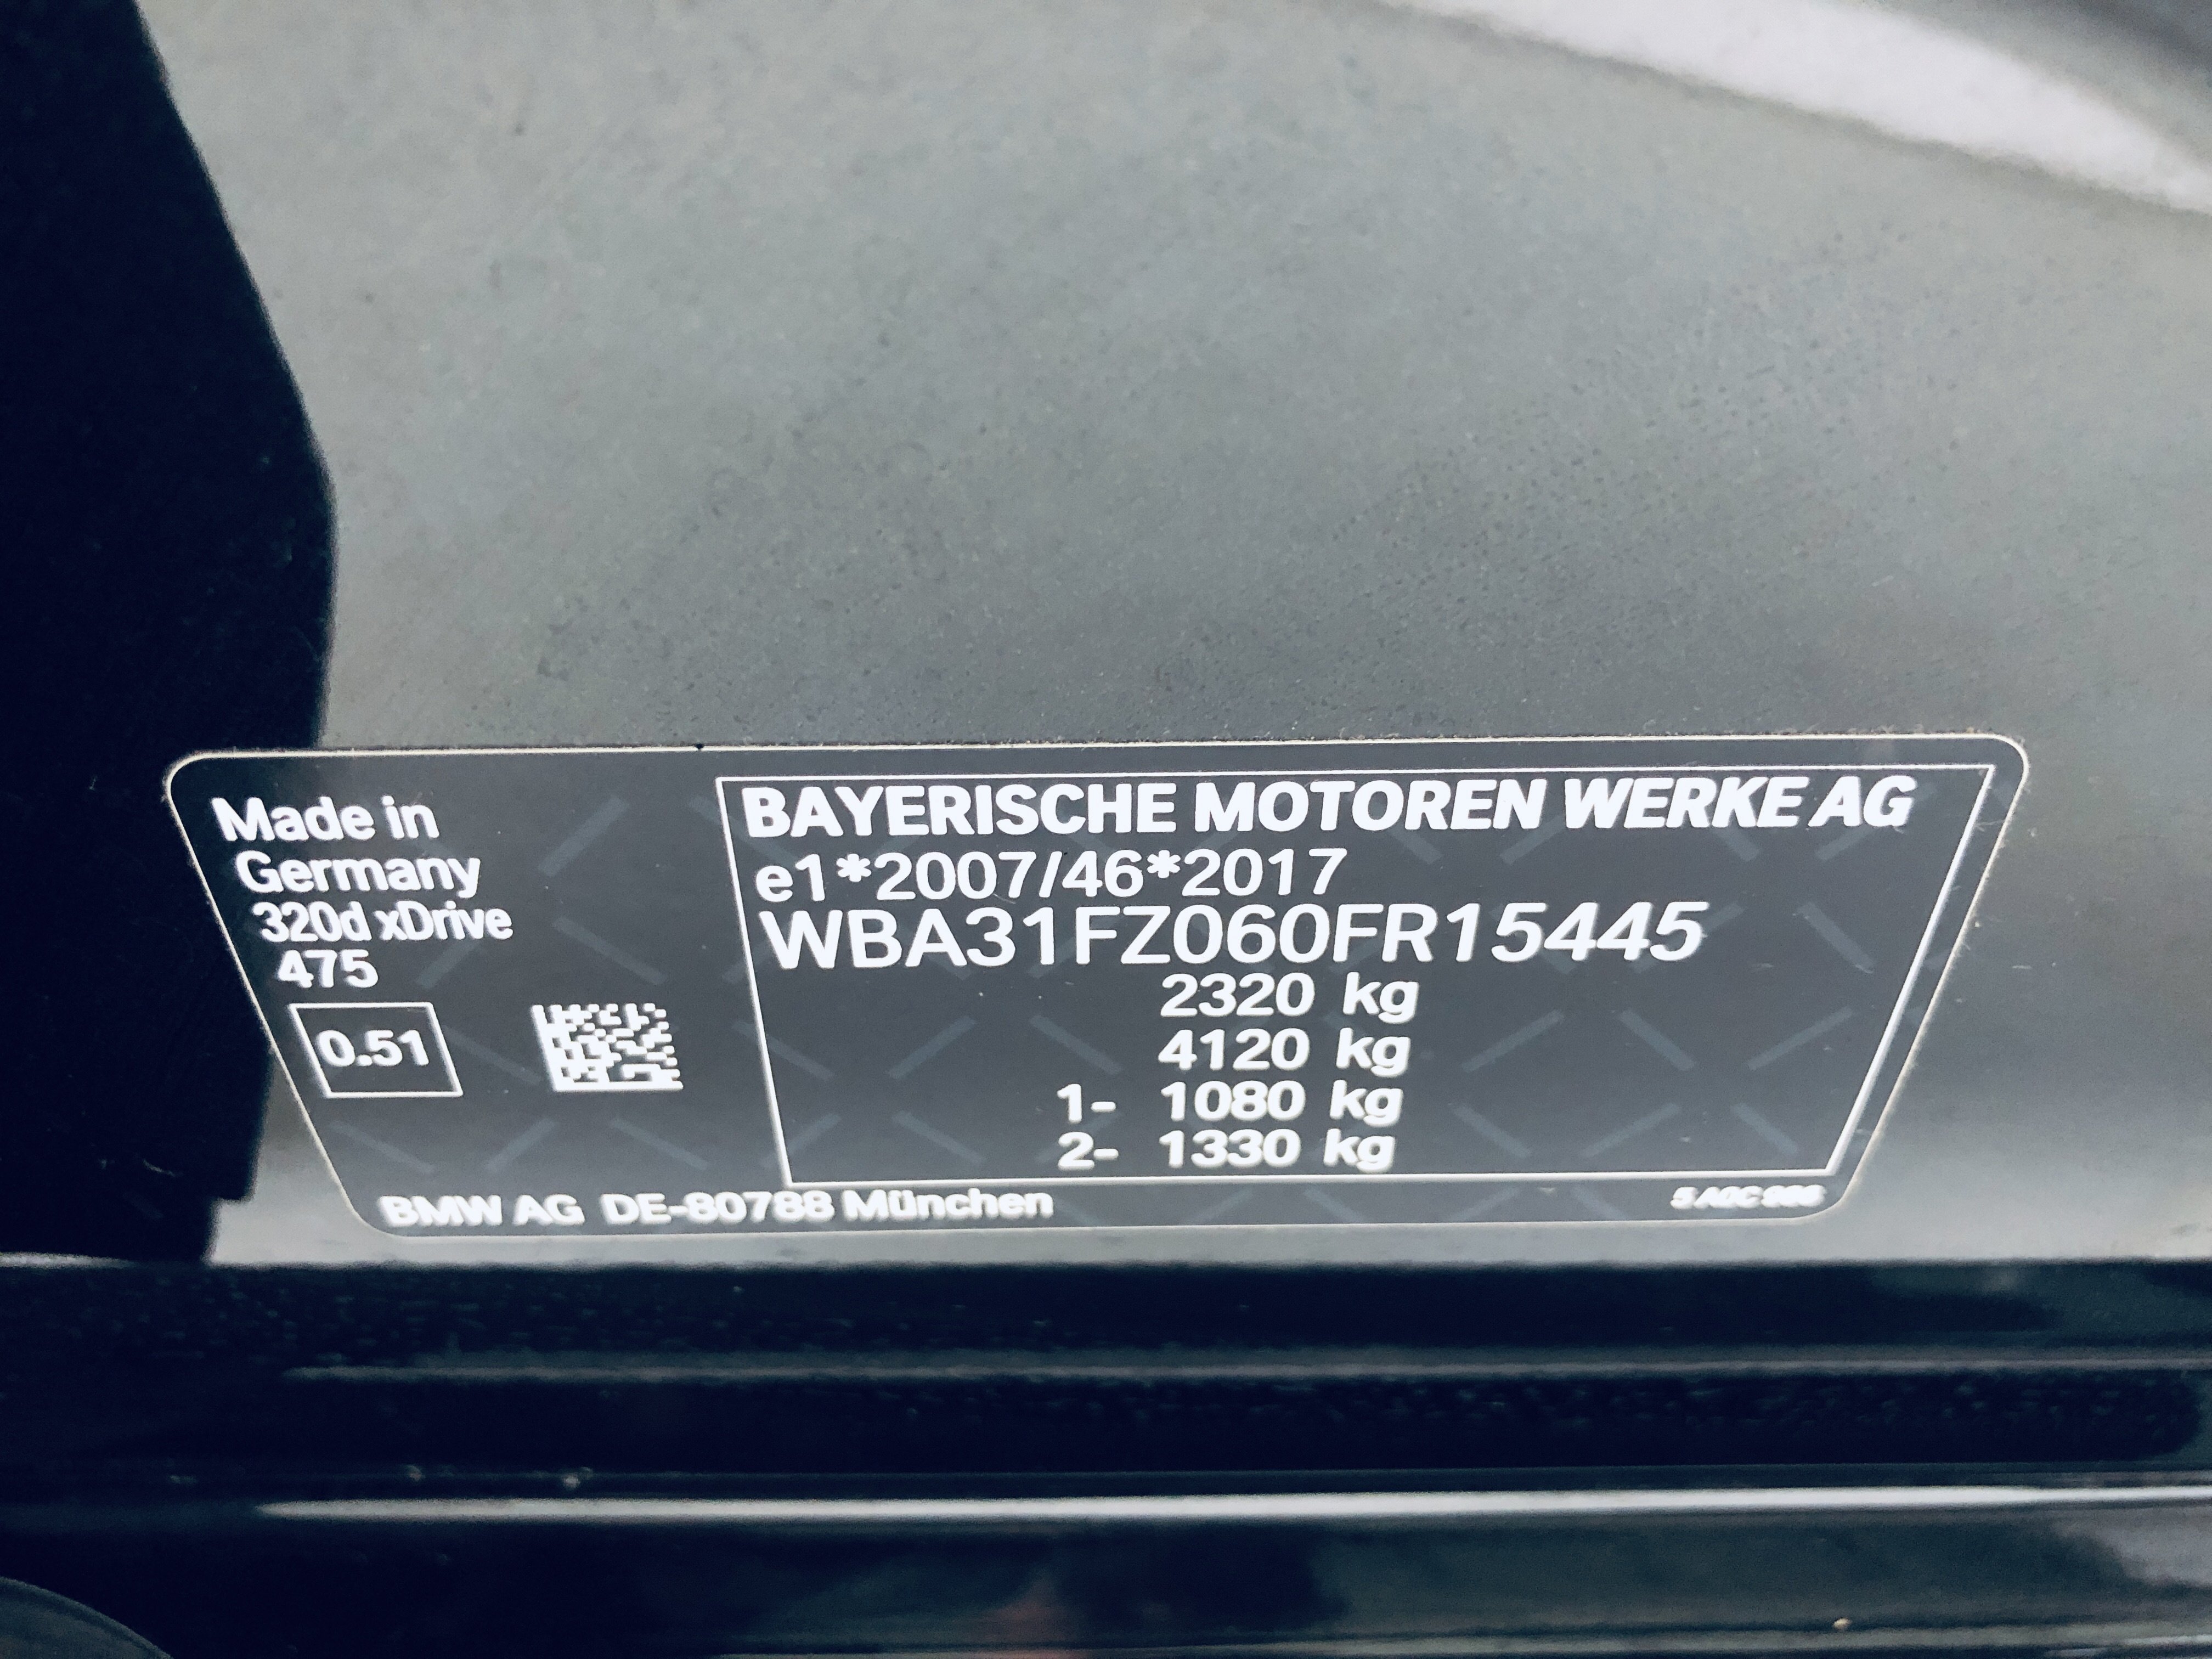 Made in
Germany
320d xDrive
475
0.51
BAYERISCHE MOTOREN WERKE AG
e1*2007/46*2017
WBA31FZ060FR15445
2320 kg
4120 kg
1- 1080 kg
2- 1330 kg
BMW AG DE-80788 München